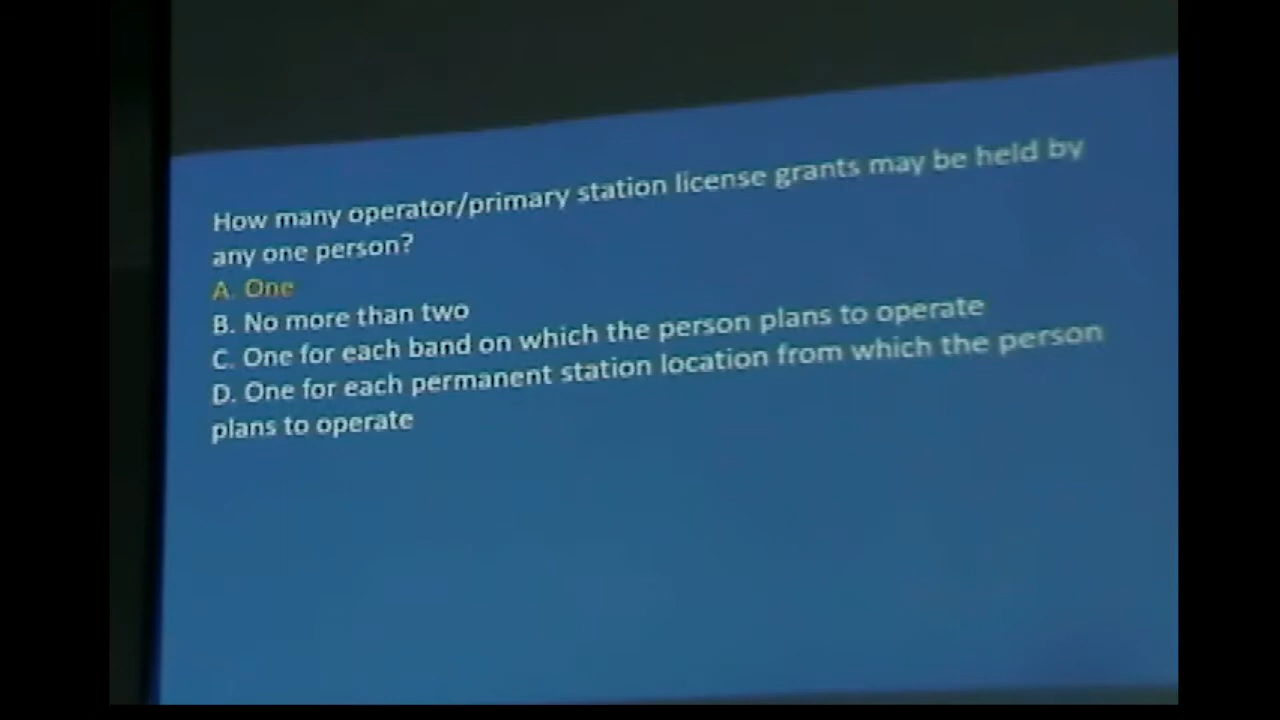 How many operator/primary station license grants may be held by
any one person?
A. One
B. No more than two
C. One for each band on which the person plans to operate
D. One for each permanent station location from which the person
plans to operate